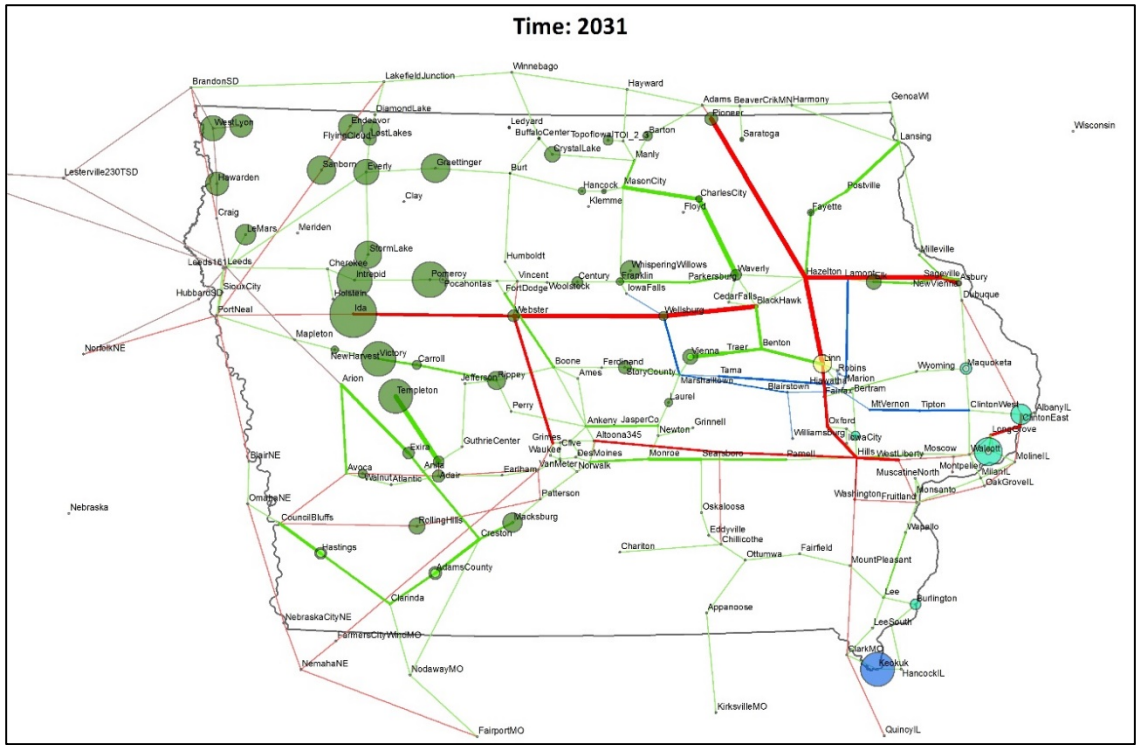 Time: 2031
Winnebago
LakefieldJunction
BrandonSD
Hayward
Adams
BeaverCrikMN
Harmony
GenoaWI
DiamondLake
Pioneer
Wisconsin
WestLyon
Endeavor
Ledyard
FlyingCloud
LostLakes
BuffaloCenter
Barton
Saratoga
Lansing
CrystalLake
Manly
Lesterville230TSD
Sanborn
Everly
Graettinger
Burt
Hawarden
MasonCity
Postville
Hancock
CharlesCity
Klemme
Clay
Floyd
Fayette
Craig
LeMars
Meriden
StormLake
Milleville
Humboldt
Leeds161
Leeds
Cherokee
Intrepid
Pomeroy
Vincent
Century
WhisperingWillows
Franklin
Parkersburg
Waverly
Hazelton
Lamont
Asbury
SiouxCity
Pocahontas
FortDodge
Woolstock
IowaFalls
NewVienna
HubbardSD
Holstein
CedarFalls
BlackHawk
Dubuque
PortNeal
Ida
Webster
Wellsburg
Mapleton
NorfolkNE
NewHarvest
Victory
Carroll
Vienna
Traer
Benton
Linn
Boone
Ferdinand
Robins
Wyoming
Maquoketa
Arion
Jefferson
Rippey
Ames
StoryCounty
Marshalltown
Tama
Marion
Hiawatha
Templeton
Blairstown
Fairfax
Bertram
Perry
Laurel
MtVernon
Tipton
ClintonWest
AlbanyIL
ClintonEast
Ankeny
JasperCo
Grinnell
Oxford
GuthrieCenter
Grimes
Clive
Altoona345
Newton
Williamsburg
IowaCity
LongGrove
Exira
Waukee
DesMoines
Hills
WestLiberty
Moscow
Walcott
BlairNE
Anita
VanMeter
Norwalk
Monroe
Searsboro
Parnell
MolineIL
Avoca
Adair
Earlham
Montpelier
MilanIL
Walnut
Atlantic
MuscatineNorth
OakGroveIL
OmahaNE
Patterson
Washington
Fruitland
Monsanto
Nebraska
Oskaloosa
CouncilBluffs
RollingHills
Macksburg
Wapallo
Eddyville
Creston
Chillicothe
Hastings
Chariton
Fairfield
Ottumwa
MountPleasant
AdamsCounty
Lee
Clarinda
Burlington
Appanoose
NebraskaCityNE
LeeSouth
FarmersCityWindMO
ClarkMO
NemahaNE
NodawayMO
Keokuk
HancockIL
KirksvilleMO
FairportMO
QuincyIL